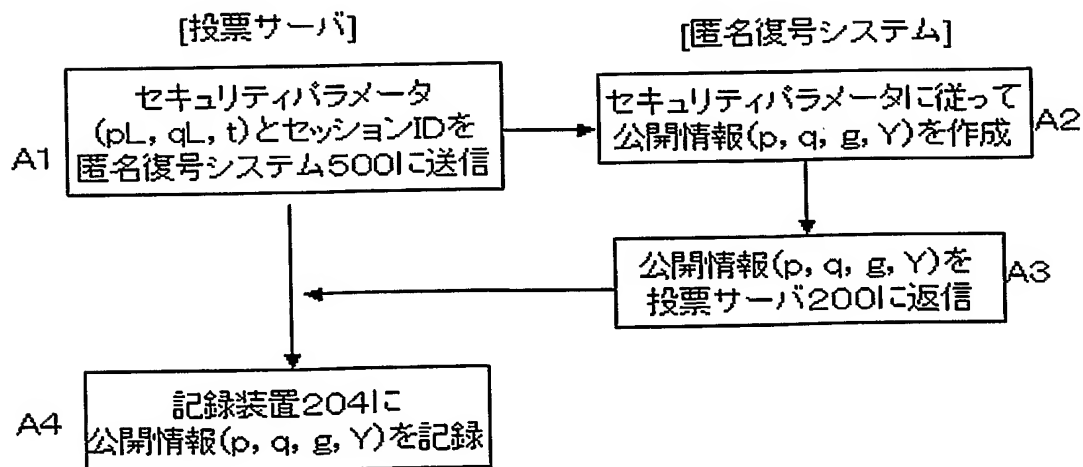 [投票サーバ]
[匿名復号システム]
A1
セキュリティパラメータ
(pL, qL, t)とセッションIDを
匿名復号システム500に送信
セキュリティパラメータに従って
公開情報(p, q, g, Y)を作成
A2
公開情報(p, q, g, Y)を
投票サーバ200に返信
A3
A4
記録装置204に
公開情報(p, q, g, Y)を記録